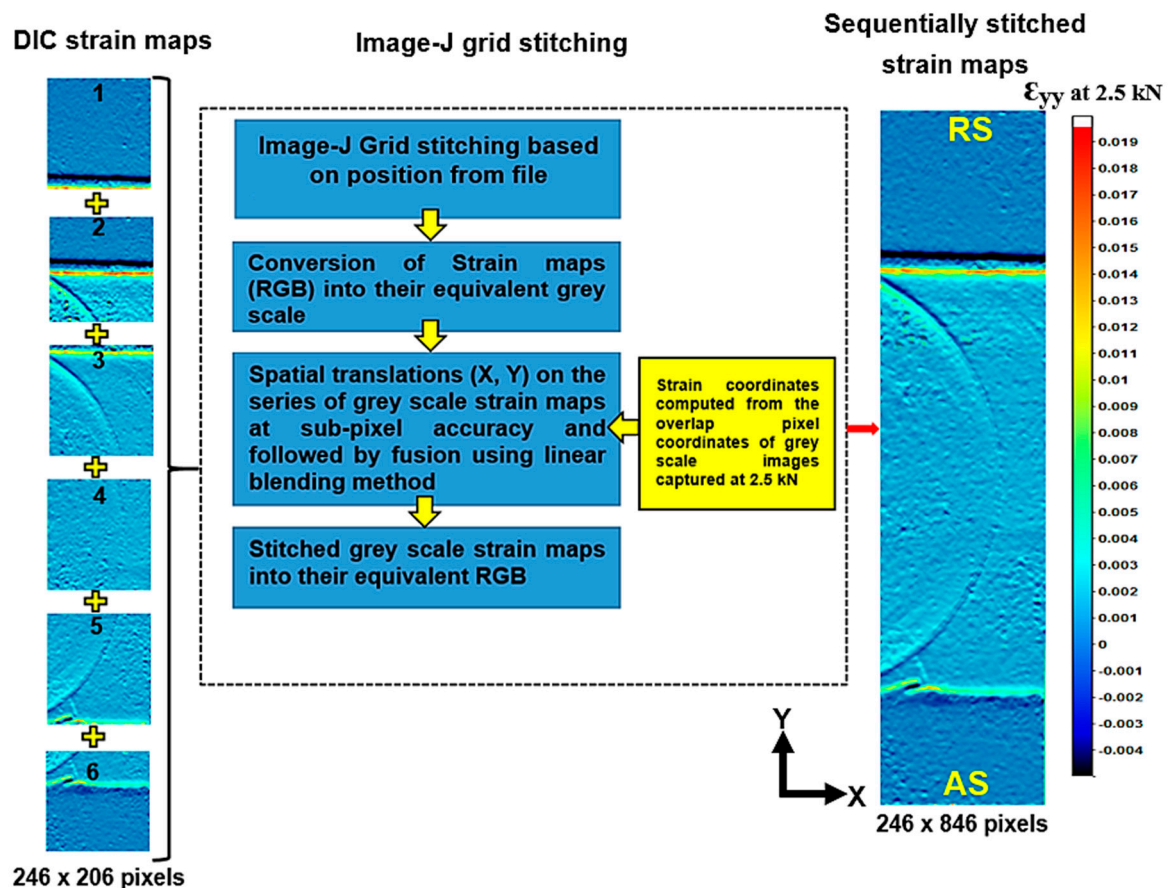 DIC strain maps
1
2
3
4
5
6
246 x 206 pixels
Image-J grid stitching
Image-J Grid stitching based
on position from file
Conversion of Strain maps
(RGB) into their equivalent grey
scale
Spatial translations (X, Y) on the
series of grey scale strain maps
at sub-pixel accuracy and
followed by fusion using linear
blending method
Stitched grey scale strain maps
into their equivalent RGB
Strain coordinates
computed from the
overlap pixel
coordinates of grey
scale images
captured at 2.5 kN
Y
X
Sequentially stitched
strain maps
εyy at 2.5 kN
RS
AS
246 x 846 pixels
0.019
0.018
0.017
0.016
0.015
0.014
0.013
0.012
0.011
0.01
0.009
0.008
0.007
0.006
0.005
0.004
0.003
0.002
0.001
0
-0.001
-0.002
-0.003
-0.004